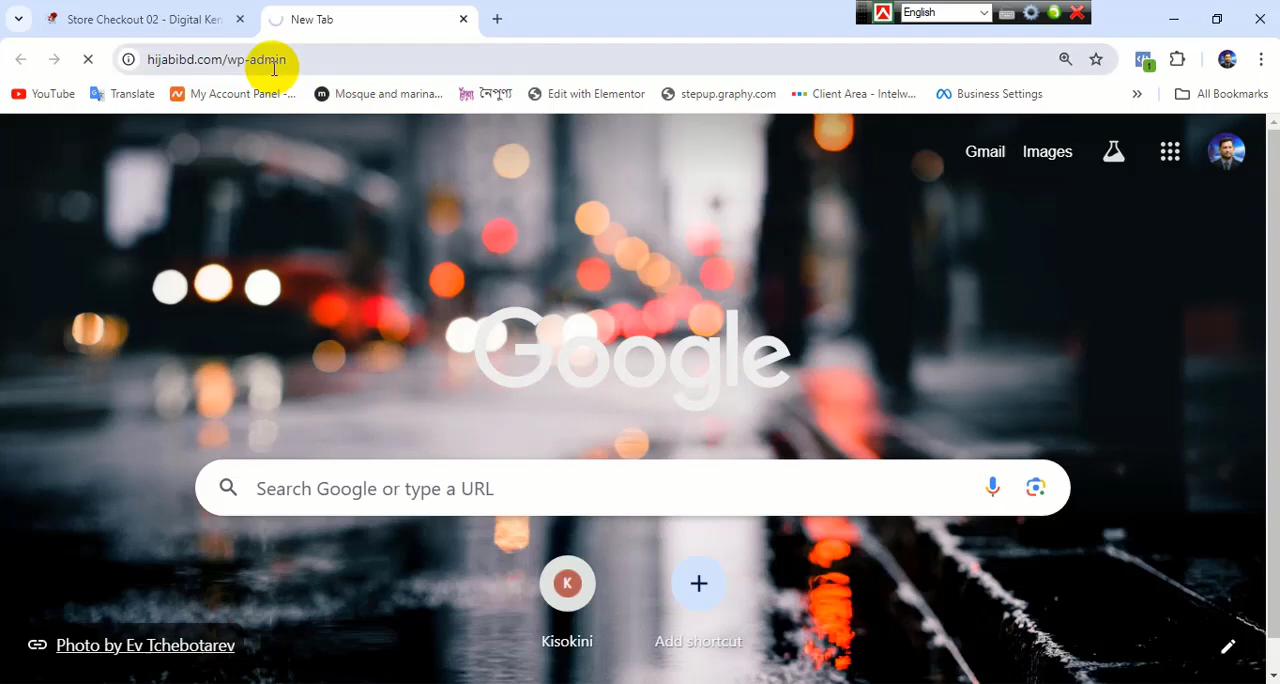 Store Checkout 02 - Digital Ken
New Tab
English
hijabibd.com/wp-admin
1
YouTube
Translate
My Account Panel -...
Mosque and marina...
নৈপুণ্য
Edit with Elementor
stepup.graphy.com
Client Area - Intelw...
Business Settings
All Bookmarks
Gmail
Images
Google
Search Google or type a URL
K
Kisokini
Add shortcut
Photo by Ev Tchebotarev